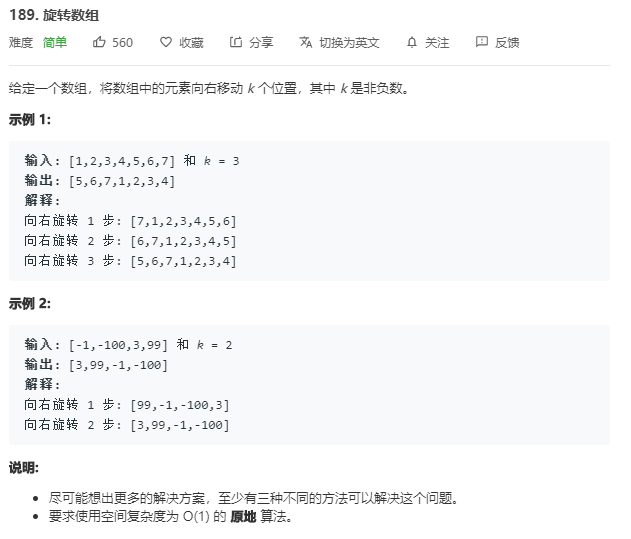 189. 旋转数组
难度 简单 560 收藏 分享 切换为英文 关注 反馈
给定一个数组，将数组中的元素向右移动 k 个位置，其中 k 是非负数。
示例 1:
输入: [1,2,3,4,5,6,7] 和 k = 3
输出: [5,6,7,1,2,3,4]
解释:
向右旋转 1 步: [7,1,2,3,4,5,6]
向右旋转 2 步: [6,7,1,2,3,4,5]
向右旋转 3 步: [5,6,7,1,2,3,4]
示例 2:
输入: [-1,-100,3,99] 和 k = 2
输出: [3,99,-1,-100]
解释:
向右旋转 1 步: [99,-1,-100,3]
向右旋转 2 步: [3,99,-1,-100]
说明:
• 尽可能想出更多的解决方案，至少有三种不同的方法可以解决这个问题。
• 要求使用空间复杂度为 O(1) 的 原地 算法。